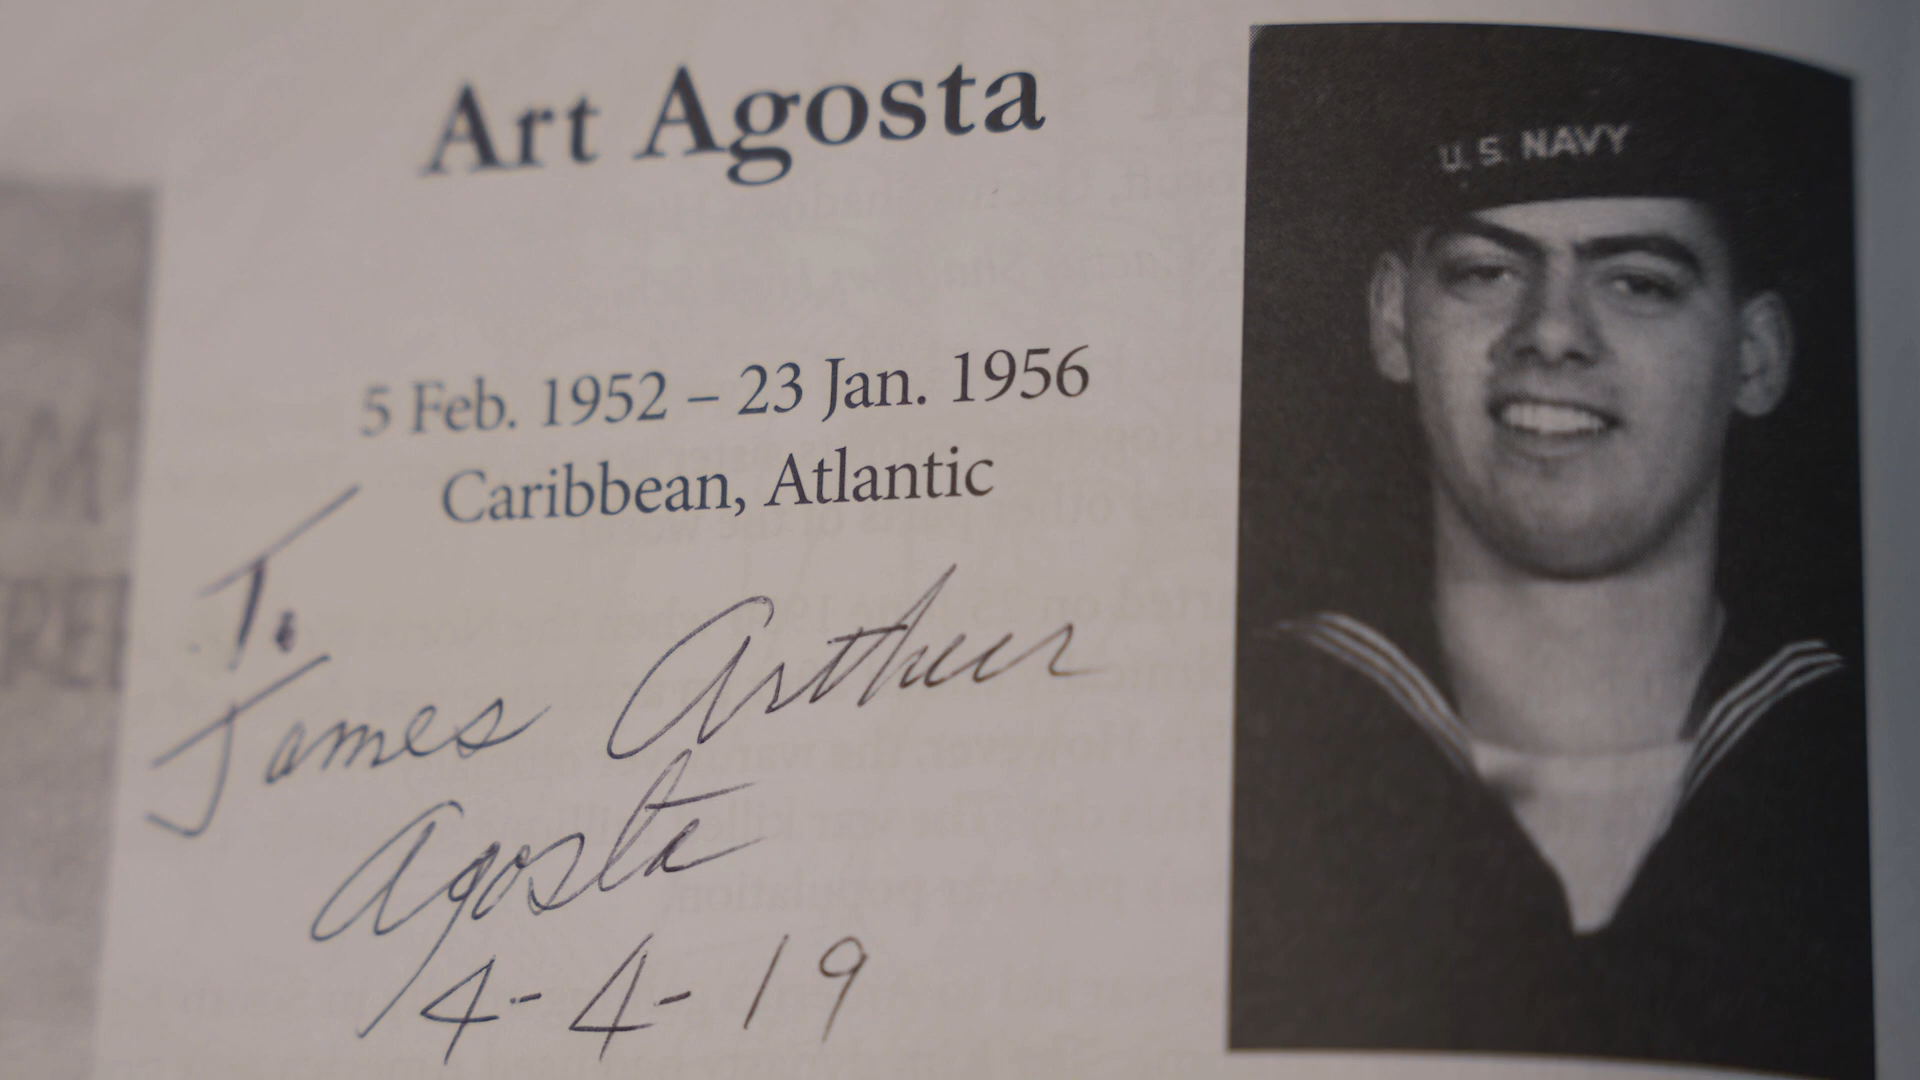 Art Agosta
U.S. NAVY
5 Feb. 1952 – 23 Jan. 1956
Caribbean, Atlantic
To
James Arthur
Agosta
4-4-19